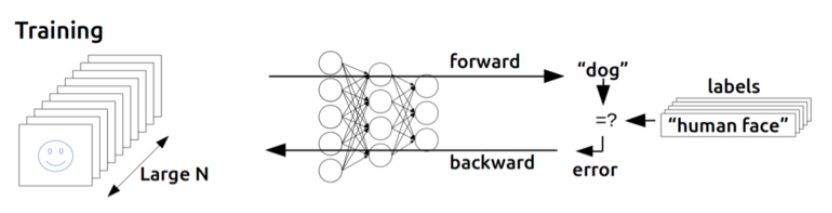 Training
Large N
forward
backward
“dog”
=?
error
labels
“human face”